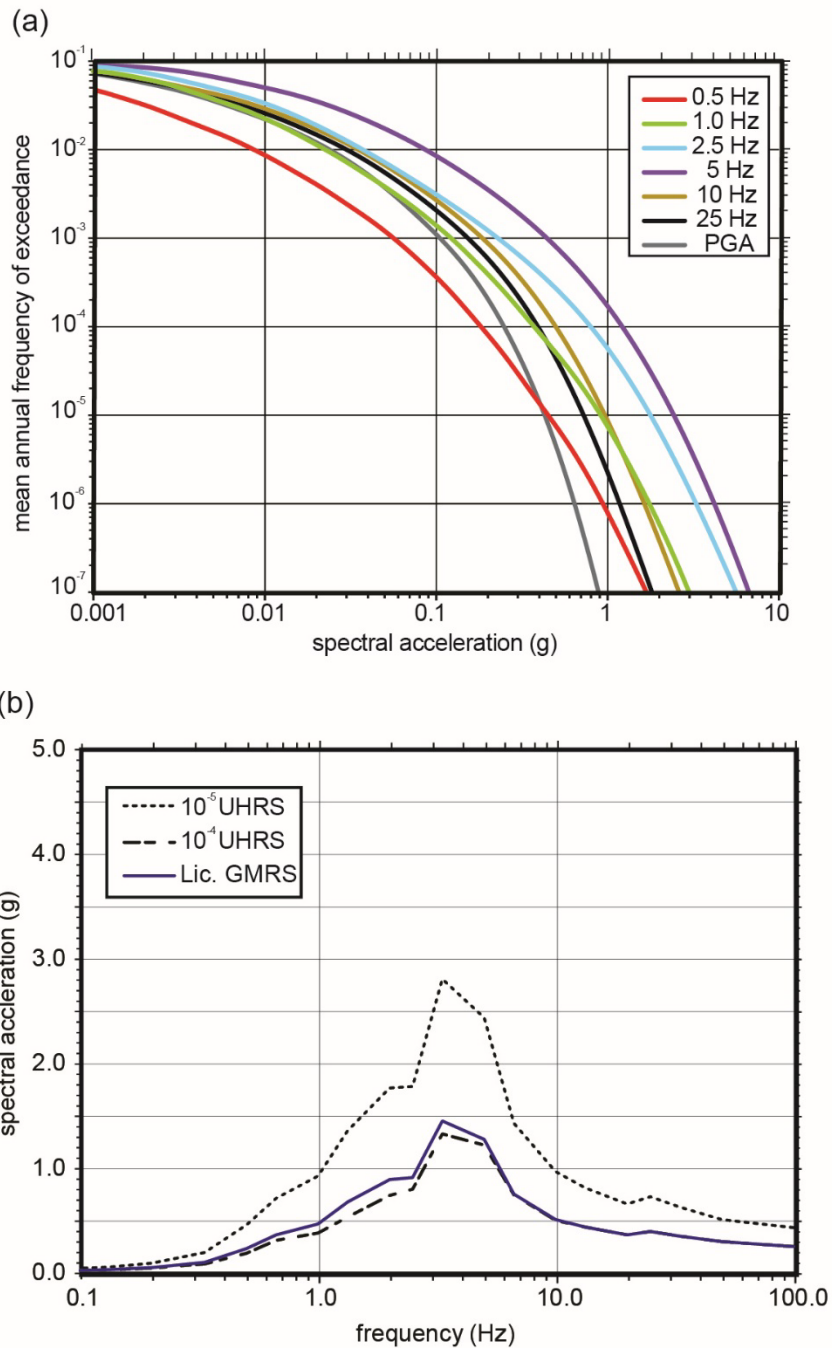 (a)
mean annual frequency of exceedance
10-1
10-2
10-3
10-4
10-5
10-6
10-7
0.5 Hz
1.0 Hz
2.5 Hz
5 Hz
10 Hz
25 Hz
PGA
0.001 0.01 0.1 1 10
spectral acceleration (g)
(b)
spectral accleration (g)
5.0
4.0
3.0
2.0
1.0
0.0
10-5 UHRS
10-4 UHRS
Lic. GMRS
0.1 1.0 10.0 100.0
frequency (Hz)